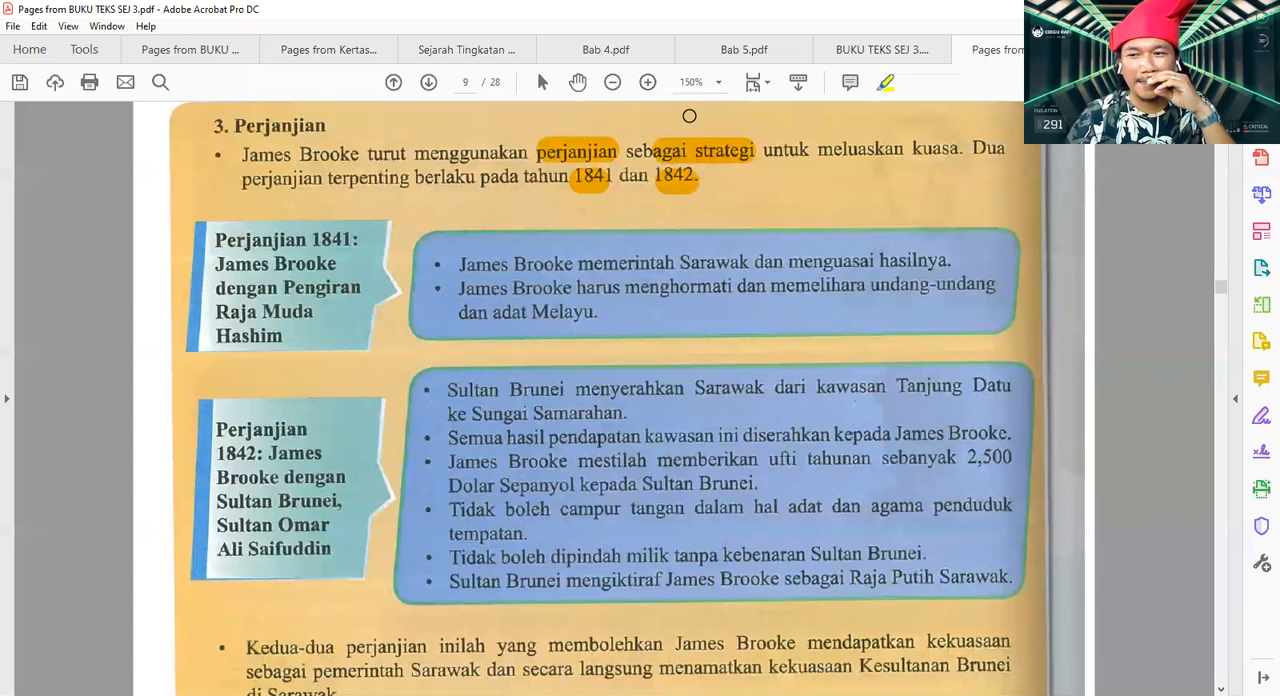 Pages from BUKU TEKS SEJ 3.pdf - Adobe Acrobat Pro DC
File Edit View Window Help
Home Tools Pages from BUKU ... Pages from Kertas... Sejarah Tingkatan ... Bab 4.pdf Bab 5.pdf BUKU TEKS SEJ 3.... Pages from
9 / 28 150%
CIKGU RAFI
ISOLATION
291
CRITICAL
3. Perjanjian
• James Brooke turut menggunakan perjanjian sebagai strategi untuk meluaskan kuasa. Dua
perjanjian terpenting berlaku pada tahun 1841 dan 1842.
Perjanjian 1841:
James Brooke
dengan Pengiran
Raja Muda
Hashim
• James Brooke memerintah Sarawak dan menguasai hasilnya.
• James Brooke harus menghormati dan memelihara undang-undang
dan adat Melayu.
Perjanjian
1842: James
Brooke dengan
Sultan Brunei,
Sultan Omar
Ali Saifuddin
• Sultan Brunei menyerahkan Sarawak dari kawasan Tanjung Datu
ke Sungai Samarahan.
• Semua hasil pendapatan kawasan ini diserahkan kepada James Brooke.
• James Brooke mestilah memberikan ufti tahunan sebanyak 2,500
Dolar Sepanyol kepada Sultan Brunei.
• Tidak boleh campur tangan dalam hal adat dan agama penduduk
tempatan.
• Tidak boleh dipindah milik tanpa kebenaran Sultan Brunei.
• Sultan Brunei mengiktiraf James Brooke sebagai Raja Putih Sarawak.
• Kedua-dua perjanjian inilah yang membolehkan James Brooke mendapatkan kekuasaan
sebagai pemerintah Sarawak dan secara langsung menamatkan kekuasaan Kesultanan Brunei
di Sarawak